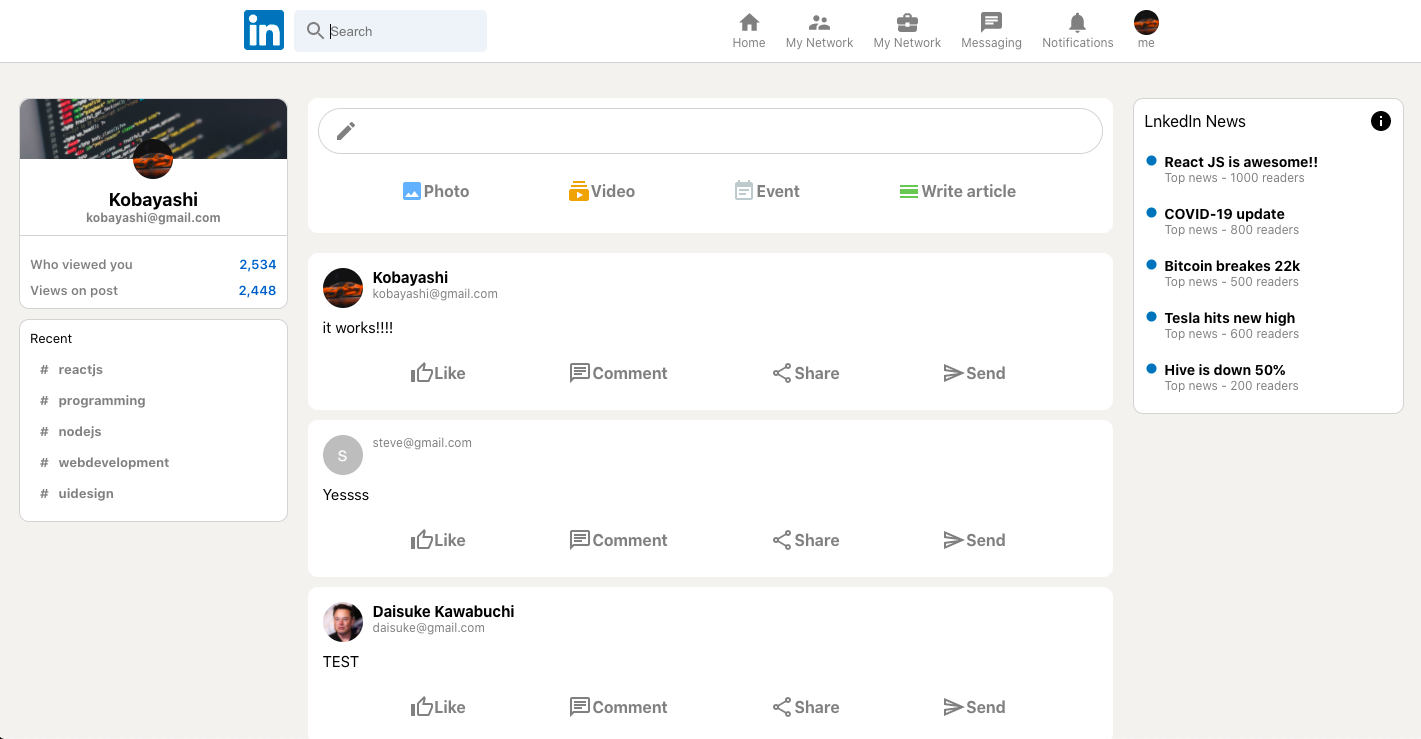 in
Search
Home
My Network
My Network
Messaging
Notifications
me
Kobayashi
kobayashi@gmail.com
Who viewed you 2,534
Views on post 2,448
Recent
# reactjs
# programming
# nodejs
# webdevelopment
# uidesign
Photo
Video
Event
Write article
Kobayashi
kobayashi@gmail.com
it works!!!!
Like
Comment
Share
Send
S
steve@gmail.com
Yessss
Like
Comment
Share
Send
Daisuke Kawabuchi
daisuke@gmail.com
TEST
Like
Comment
Share
Send
LnkedIn News
React JS is awesome!!
Top news - 1000 readers
COVID-19 update
Top news - 800 readers
Bitcoin breakes 22k
Top news - 500 readers
Tesla hits new high
Top news - 600 readers
Hive is down 50%
Top news - 200 readers